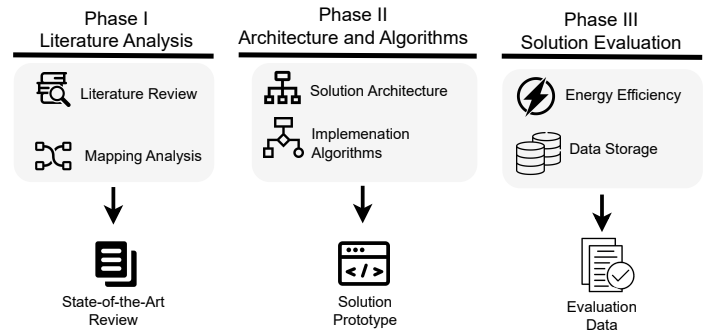 Phase I
Literature Analysis
Literature Review
Mapping Analysis
State-of-the-Art
Review
Phase II
Architecture and Algorithms
Solution Architecture
Implemenation
Algorithms
</>
Solution
Prototype
Phase III
Solution Evaluation
Energy Efficiency
Data Storage
Evaluation
Data